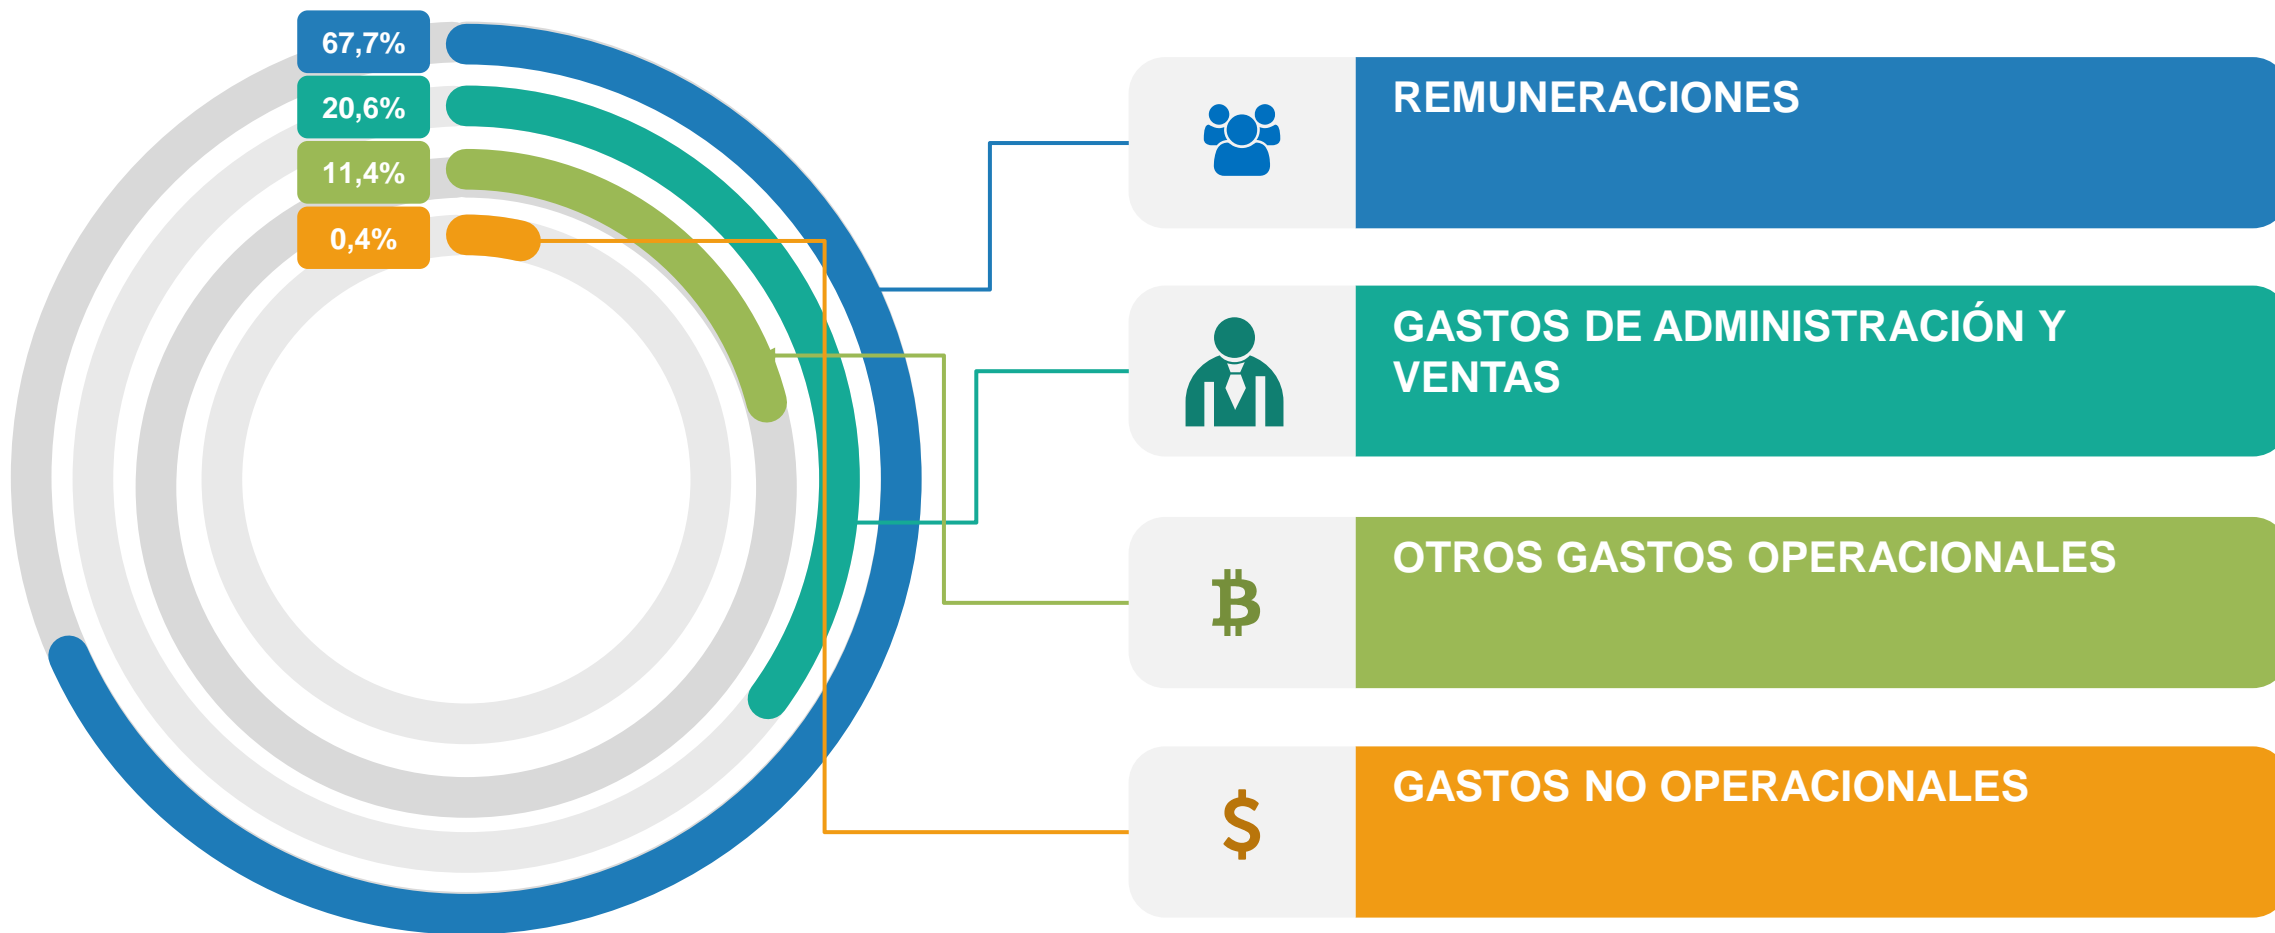 67,7%
20,6%
11,4%
0,4%
REMUNERACIONES
GASTOS DE ADMINISTRACIÓN Y
VENTAS
OTROS GASTOS OPERACIONALES
GASTOS NO OPERACIONALES